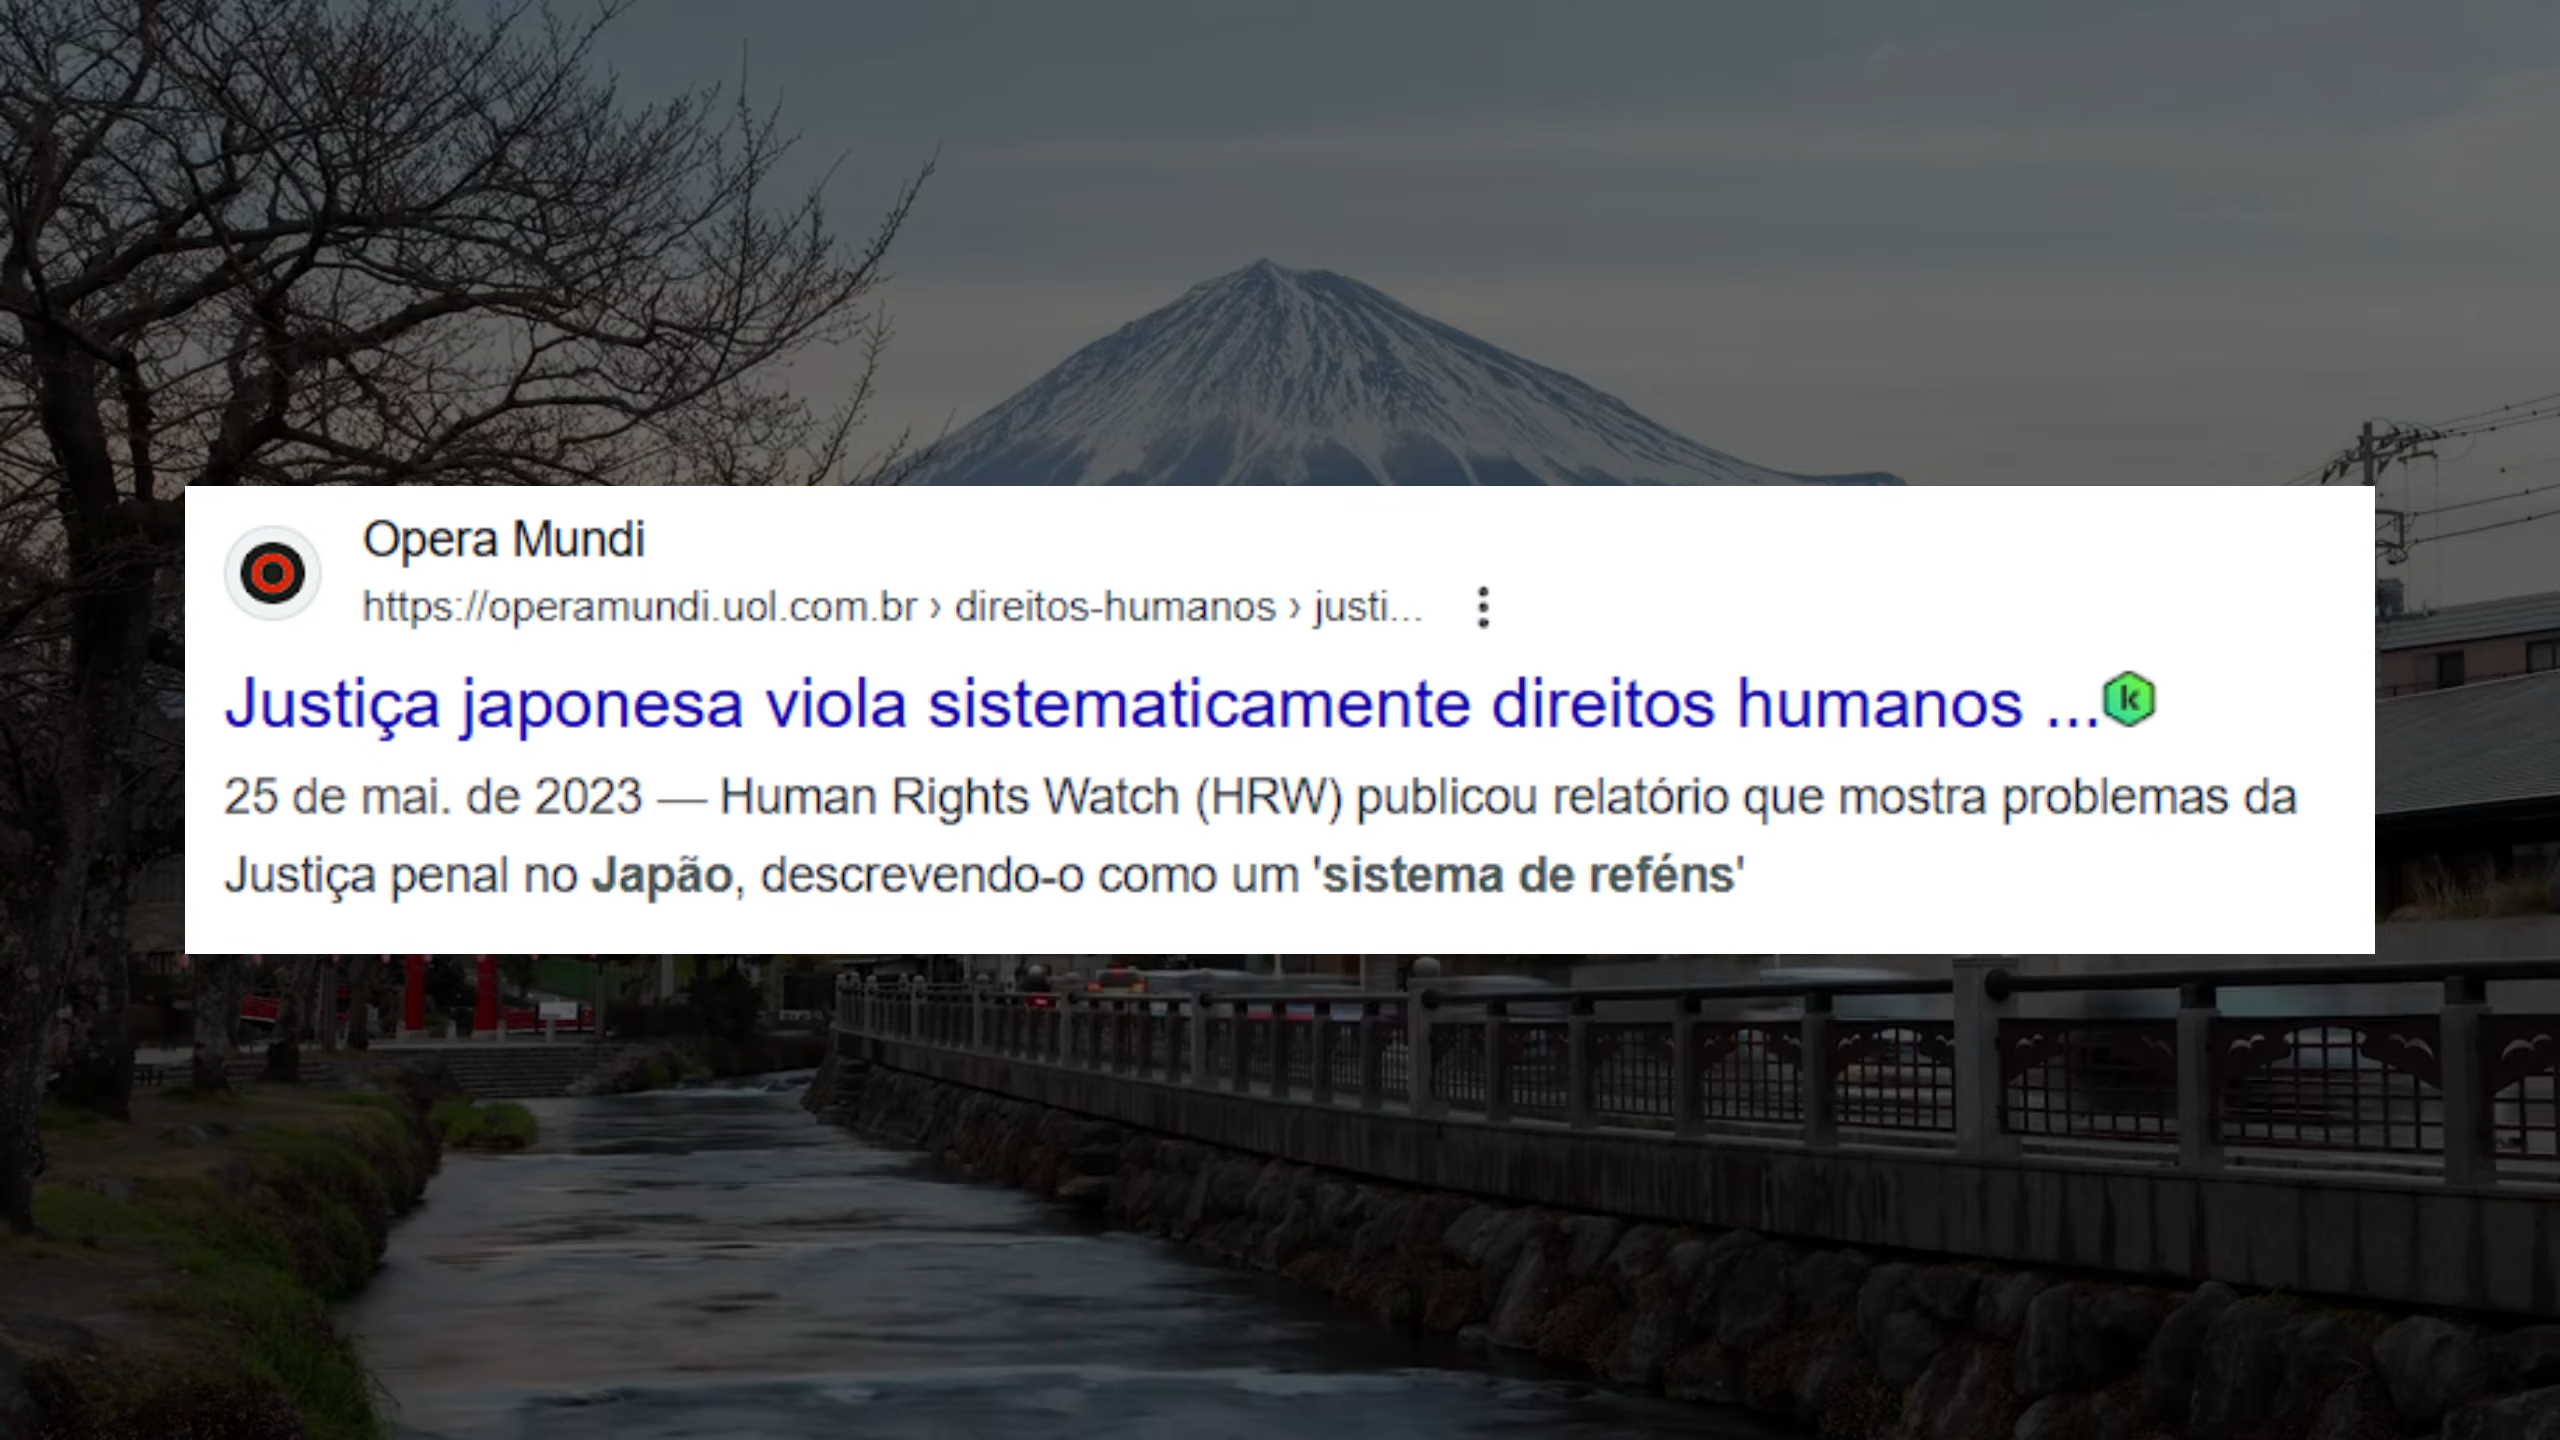 Opera Mundi
https://operamundi.uol.com.br › direitos-humanos › justi...
Justiça japonesa viola sistematicamente direitos humanos ...
k
25 de mai. de 2023 — Human Rights Watch (HRW) publicou relatório que mostra problemas da
Justiça penal no Japão, descrevendo-o como um 'sistema de reféns'